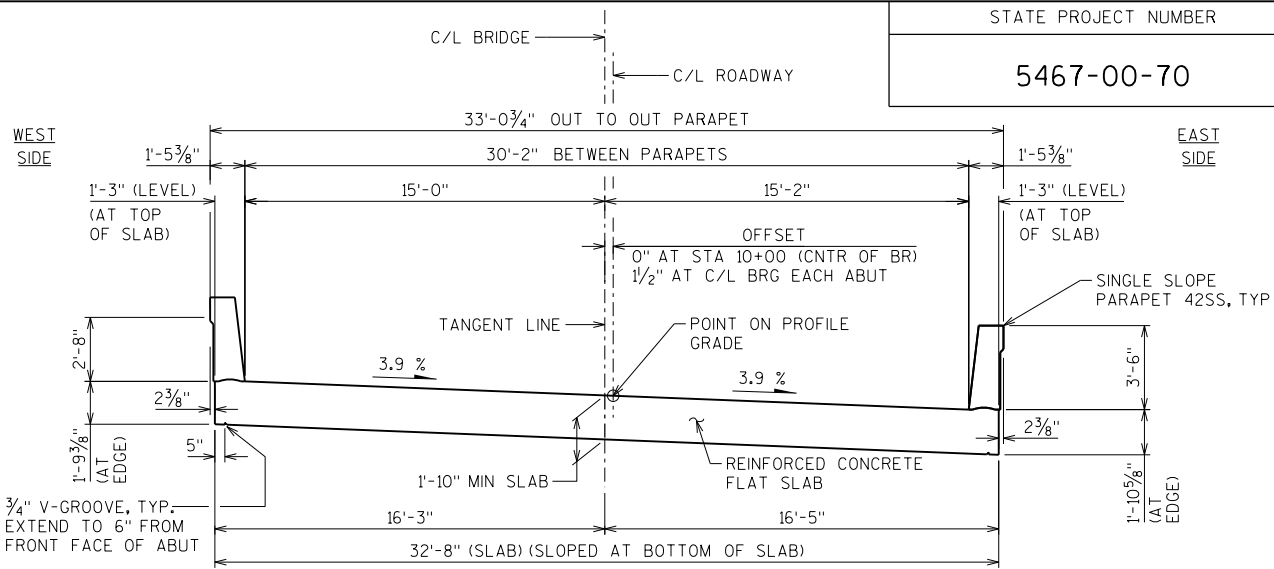 STATE PROJECT NUMBER
5467-00-70
C/L BRIDGE
C/L ROADWAY
33'-0¾" OUT TO OUT PARAPET
WEST
SIDE
EAST
SIDE
1'-5⅜"
30'-2" BETWEEN PARAPETS
1'-5⅜"
1'-3" (LEVEL)
(AT TOP
OF SLAB)
15'-0"
15'-2"
1'-3" (LEVEL)
(AT TOP
OF SLAB)
OFFSET
0" AT STA 10+00 (CNTR OF BR)
1½" AT C/L BRG EACH ABUT
SINGLE SLOPE
PARAPET 42SS, TYP
TANGENT LINE
POINT ON PROFILE
GRADE
2'-8"
3.9 %
3.9 %
3'-6"
2⅜"
2⅜"
1'-9⅜"
(AT
EDGE)
5"
1'-10" MIN SLAB
REINFORCED CONCRETE
FLAT SLAB
1'-10⅝"
(AT
EDGE)
¾" V-GROOVE, TYP.
EXTEND TO 6" FROM
FRONT FACE OF ABUT
16'-3"
16'-5"
32'-8" (SLAB) (SLOPED AT BOTTOM OF SLAB)